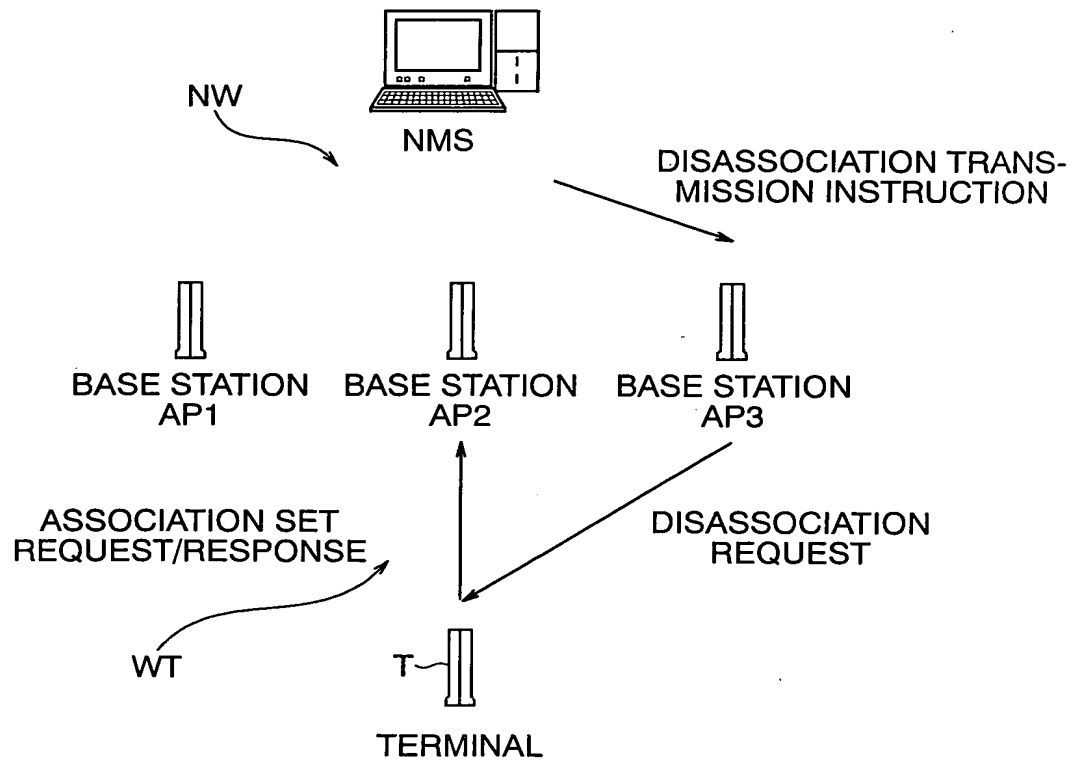 NW
NMS
DISASSOCIATION TRANS-
MISSION INSTRUCTION
BASE STATION
AP1
BASE STATION
AP2
BASE STATION
AP3
ASSOCIATION SET
REQUEST/RESPONSE
DISASSOCIATION
REQUEST
WT
T
TERMINAL